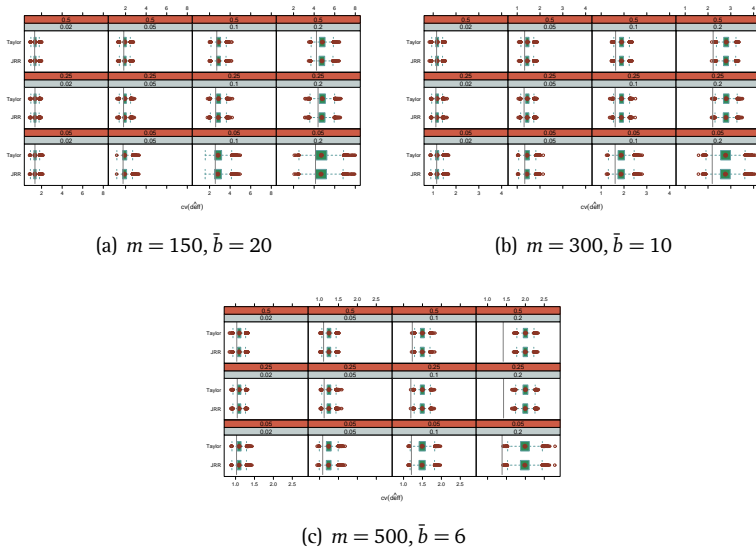 2 4 6 8 2 4 6 8
0.5 0.5 0.5 0.5
0.02 0.05 0.1 0.2
Taylor
JRR
0.25 0.25 0.25 0.25
0.02 0.05 0.1 0.2
Taylor
JRR
0.05 0.05 0.05 0.05
0.02 0.05 0.1 0.2
Taylor
JRR
2 4 6 8 2 4 6 8
cv(deff̂)
(a) m = 150, b̄ = 20
1 2 3 4 1 2 3 4
0.5 0.5 0.5 0.5
0.02 0.05 0.1 0.2
Taylor
JRR
0.25 0.25 0.25 0.25
0.02 0.05 0.1 0.2
Taylor
JRR
0.05 0.05 0.05 0.05
0.02 0.05 0.1 0.2
Taylor
JRR
1 2 3 4 1 2 3 4
cv(deff̂)
(b) m = 300, b̄ = 10
1.0 1.5 2.0 2.5 1.0 1.5 2.0 2.5
0.5 0.5 0.5 0.5
0.02 0.05 0.1 0.2
Taylor
JRR
0.25 0.25 0.25 0.25
0.02 0.05 0.1 0.2
Taylor
JRR
0.05 0.05 0.05 0.05
0.02 0.05 0.1 0.2
Taylor
JRR
1.0 1.5 2.0 2.5 1.0 1.5 2.0 2.5
cv(deff̂)
(c) m = 500, b̄ = 6